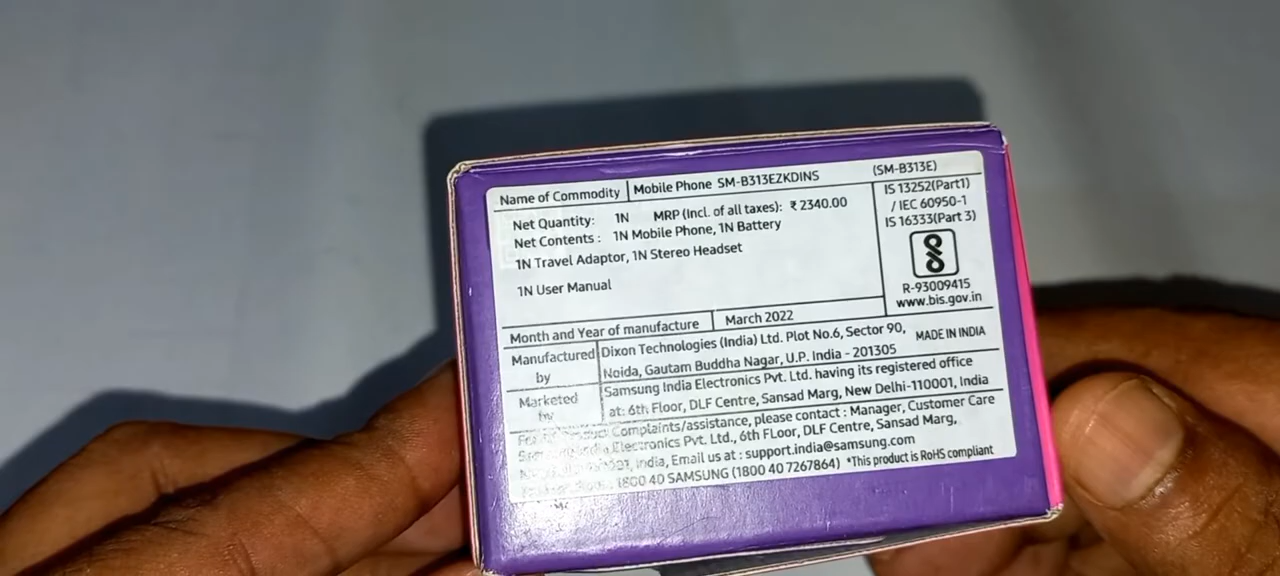 Name of Commodity Mobile Phone SM-B313EZKDINS (SM-B313E)
Net Quantity: 1N MRP (Incl. of all taxes): ₹ 2340.00
Net Contents : 1N Mobile Phone, 1N Battery
1N Travel Adaptor, 1N Stereo Headset
1N User Manual
IS 13252(Part1)
/ IEC 60950-1
IS 16333(Part 3)
R-93009415
www.bis.gov.in
Month and Year of manufacture March 2022
Manufactured by
Dixon Technologies (India) Ltd. Plot No.6, Sector 90,
Noida, Gautam Buddha Nagar, U.P. India - 201305
MADE IN INDIA
Marketed by
Samsung India Electronics Pvt. Ltd. having its registered office
at: 6th Floor, DLF Centre, Sansad Marg, New Delhi-110001, India
Complaints/assistance, please contact : Manager, Customer Care
Electronics Pvt. Ltd., 6th FLoor, DLF Centre, Sansad Marg,
India, Email us at : support.india@samsung.com
1800 40 SAMSUNG (1800 40 7267864) *This product is RoHS compliant